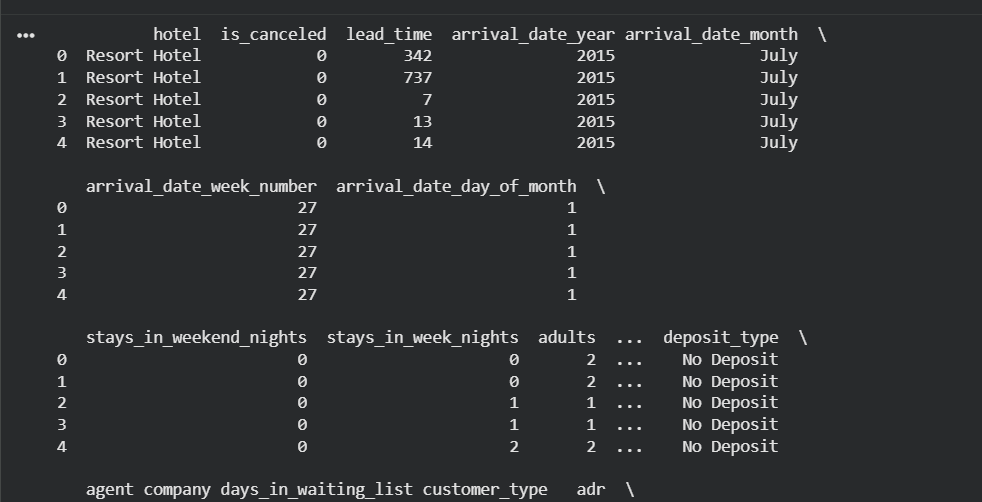 hotel  is_canceled  lead_time  arrival_date_year arrival_date_month  \
0  Resort Hotel            0        342               2015               July
1  Resort Hotel            0        737               2015               July
2  Resort Hotel            0          7               2015               July
3  Resort Hotel            0         13               2015               July
4  Resort Hotel            0         14               2015               July
arrival_date_week_number  arrival_date_day_of_month  \
0                        27                          1
1                        27                          1
2                        27                          1
3                        27                          1
4                        27                          1
stays_in_weekend_nights  stays_in_week_nights  adults  ...  deposit_type  \
0                        0                     0       2  ...    No Deposit
1                        0                     0       2  ...    No Deposit
2                        0                     1       1  ...    No Deposit
3                        0                     1       1  ...    No Deposit
4                        0                     2       2  ...    No Deposit
agent company days_in_waiting_list customer_type   adr  \